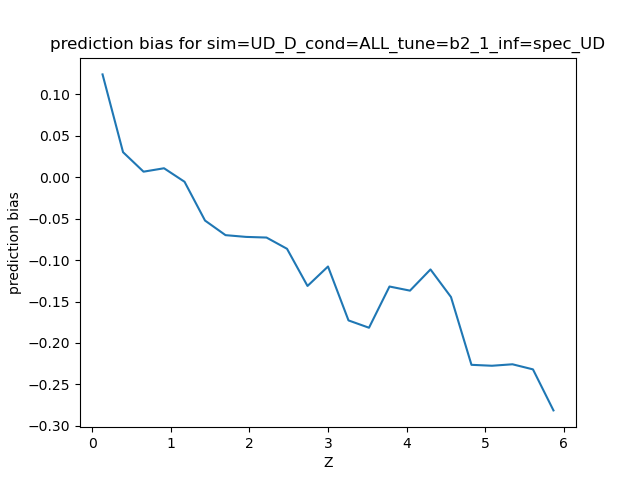 prediction bias for sim=UD_D_cond=ALL_tune=b2_1_inf=spec_UD
0.10
0.05
0.00
−0.05
−0.10
−0.15
−0.20
−0.25
−0.30
prediction bias
0 1 2 3 4 5 6
Z